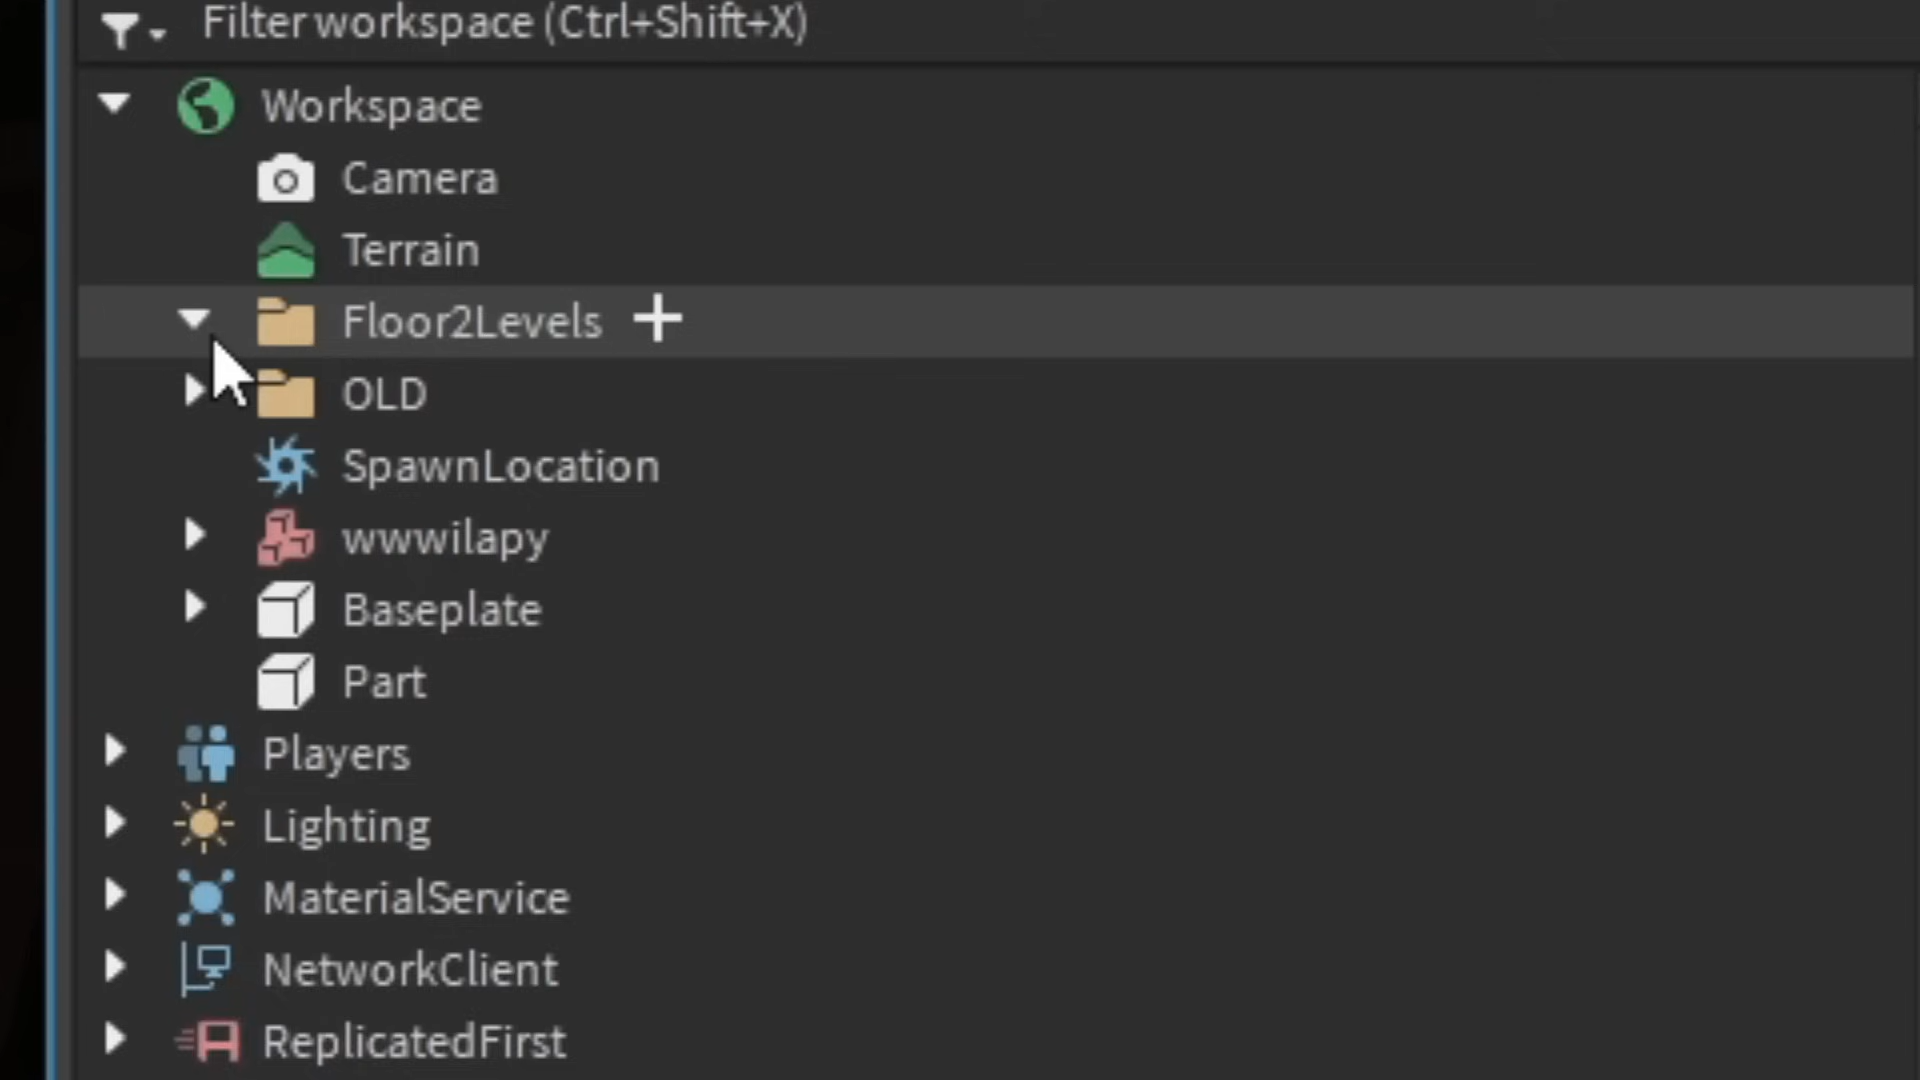 Filter workspace (Ctrl+Shift+X)
Workspace
Camera
Terrain
Floor2Levels
OLD
SpawnLocation
wwwilapy
Baseplate
Part
Players
Lighting
MaterialService
NetworkClient
ReplicatedFirst